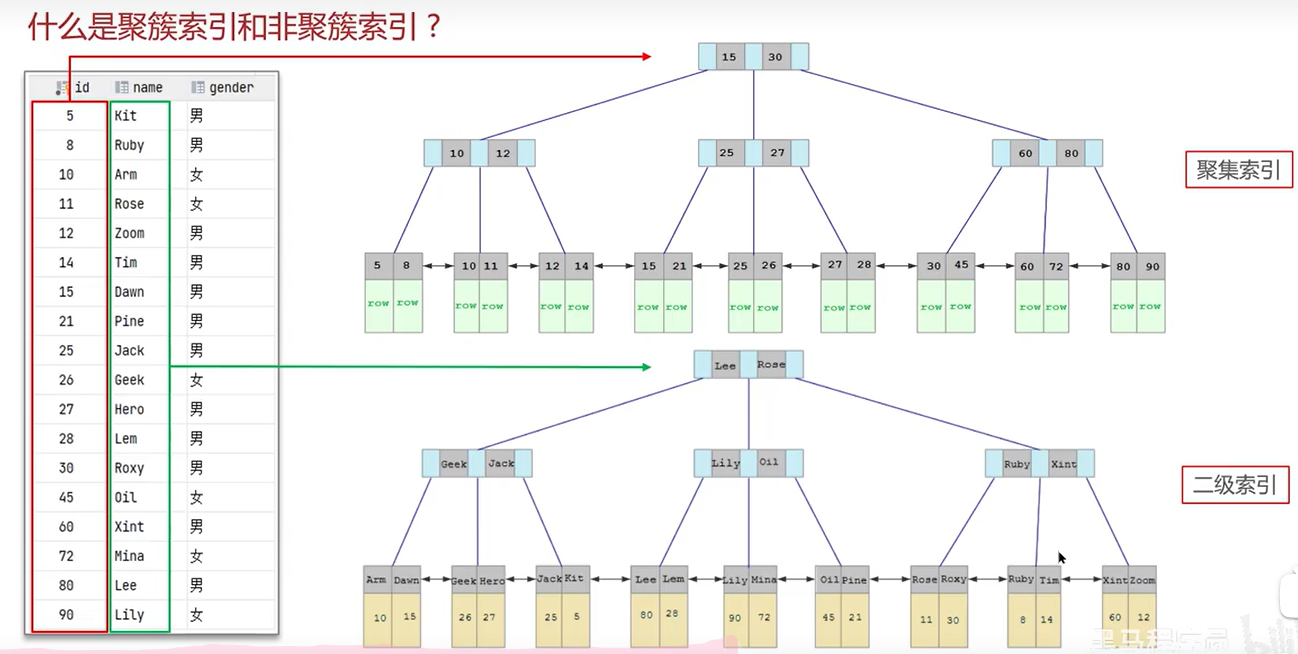 什么是聚簇索引和非聚簇索引？
id name gender
5 Kit 男
8 Ruby 男
10 Arm 女
11 Rose 女
12 Zoom 男
14 Tim 男
15 Dawn 男
21 Pine 男
25 Jack 男
26 Geek 女
27 Hero 男
28 Lem 男
30 Roxy 男
45 Oil 女
60 Xint 男
72 Mina 女
80 Lee 男
90 Lily 女
15 30
10 12 25 27 60 80
聚集索引
5 8 10 11 12 14 15 21 25 26 27 28 30 45 60 72 80 90
row row row row row row row row row row row row row row row row row row
Lee Rose
Geek Jack Lily Oil Ruby Xint
二级索引
Arm Dawn Geek Hero Jack Kit Lee Lem Lily Mina Oil Pine Rose Roxy Ruby Tim Xint Zoom
10 15 26 27 25 5 80 28 90 72 45 21 11 30 8 14 60 12